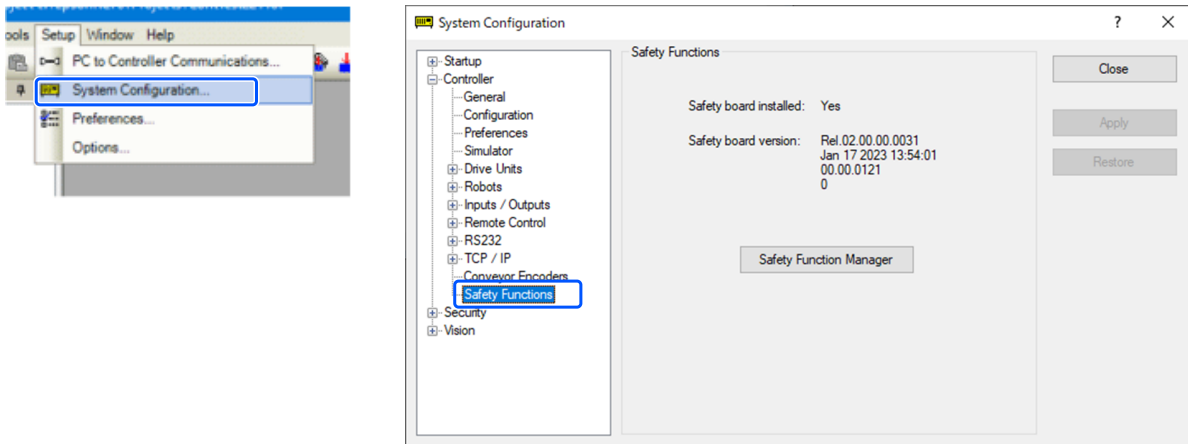 Setup Window Help
PC to Controller Communications...
System Configuration...
Preferences...
Options...
System Configuration
? ×
Startup
Controller
General
Configuration
Preferences
Simulator
Drive Units
Robots
Inputs / Outputs
Remote Control
RS232
TCP / IP
Conveyor Encoders
Safety Functions
Security
Vision
Safety Functions
Safety board installed: Yes
Safety board version: Rel.02.00.00.0031
Jan 17 2023 13:54:01
00.00.0121
0
Safety Function Manager
Close
Apply
Restore